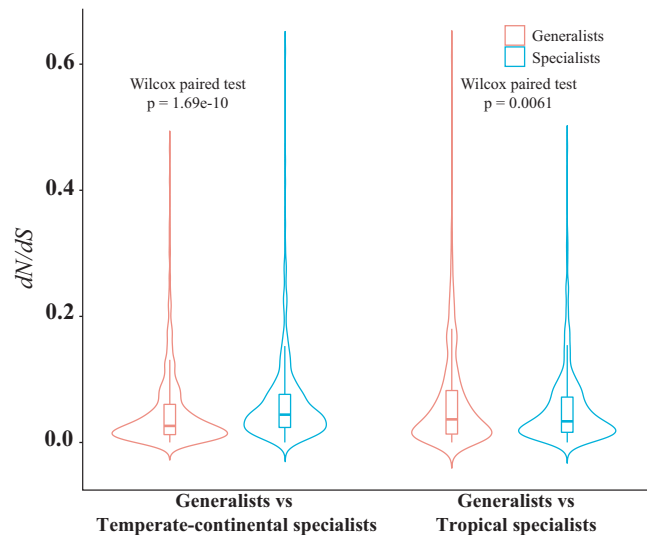 Generalists
Specialists
Wilcox paired test
p = 1.69e-10
Wilcox paired test
p = 0.0061
0.6
0.4
0.2
0.0
dN/dS
Generalists vs
Temperate-continental specialists
Generalists vs
Tropical specialists